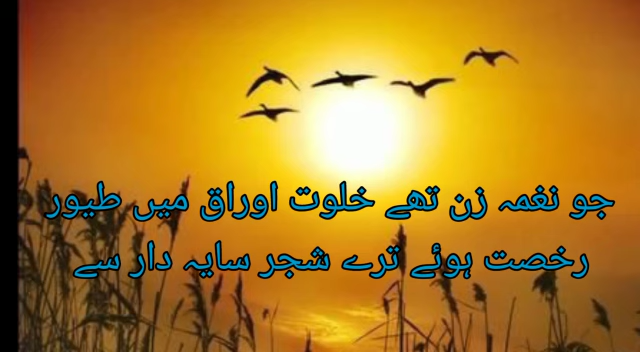 جو نغمہ زن تھے خلوت اوراق میں طیور
رخصت ہوئے ترے شجر سایہ دار سے